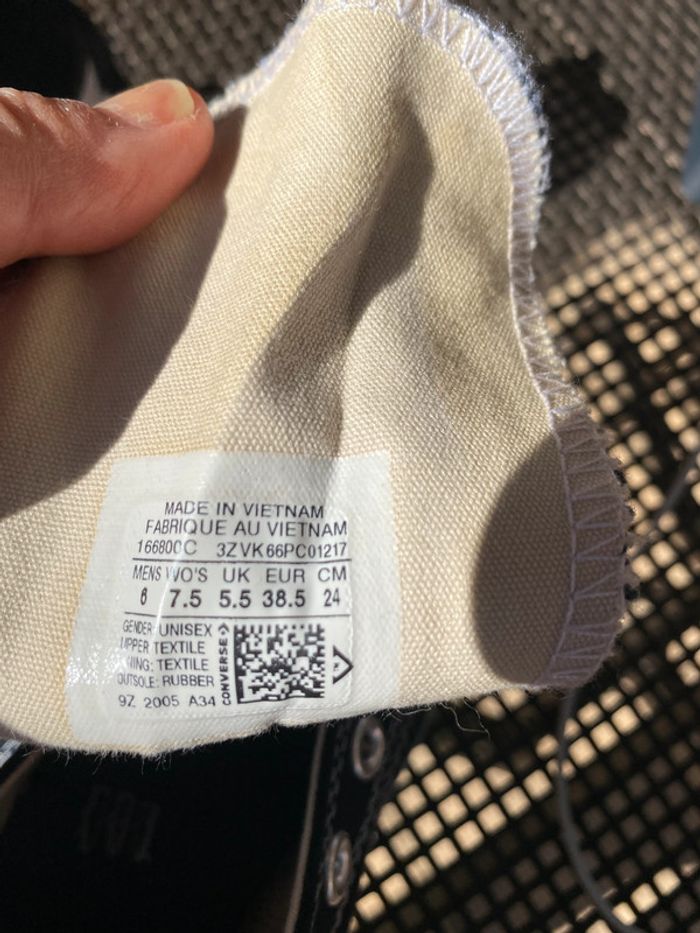 MADE IN VIETNAM
FABRIQUE AU VIETNAM
166800C 3ZVK66PC01217
MENS WO'S UK EUR CM
6 7.5 5.5 38.5 24
GENDER: UNISEX
UPPER TEXTILE
TEXTILE
OUTSOLE: RUBBER
9Z 2005 A34
CONVERSE